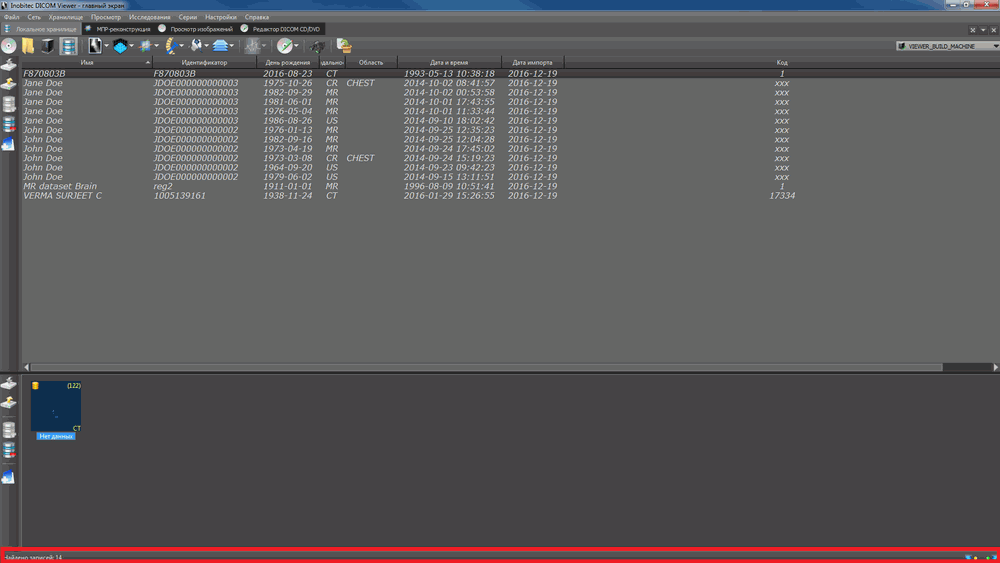 Inobitec DICOM Viewer - главный экран
Файл Сеть Хранилище Просмотр Исследования Серии Настройки Справка
Локальное хранилище МПР-реконструкция Просмотр изображений Редактор DICOM CD/DVD
VIEWER_BUILD_MACHINE
Имя Идентификатор День рождения Область Дата и время Дата импорта Код
F870803B F870803B 2016-08-23 CT 1993-05-13 10:38:18 2016-12-19 1
Jane Doe JDOE000000000003 1975-10-26 CR CHEST 2014-10-02 08:41:57 2016-12-19 xxx
Jane Doe JDOE000000000003 1982-09-29 MR 2014-10-02 00:53:58 2016-12-19 xxx
Jane Doe JDOE000000000003 1981-06-01 MR 2014-10-01 17:43:55 2016-12-19 xxx
Jane Doe JDOE000000000003 1976-05-04 MR 2014-10-01 11:33:44 2016-12-19 xxx
Jane Doe JDOE000000000003 1986-08-26 US 2014-09-10 18:02:42 2016-12-19 xxx
John Doe JDOE000000000002 1976-01-13 MR 2014-09-25 12:35:23 2016-12-19 xxx
John Doe JDOE000000000002 1982-09-16 MR 2014-09-25 12:04:28 2016-12-19 xxx
John Doe JDOE000000000002 1973-04-19 MR 2014-09-24 17:45:02 2016-12-19 xxx
John Doe JDOE000000000002 1973-03-08 CR CHEST 2014-09-24 15:19:23 2016-12-19 xxx
John Doe JDOE000000000002 1964-09-20 US 2014-09-23 09:42:23 2016-12-19 xxx
John Doe JDOE000000000002 1979-06-02 US 2014-09-15 13:11:51 2016-12-19 xxx
MR dataset Brain reg2 1911-01-01 MR 1996-08-09 10:51:41 2016-12-19 1
VERMA SURJEET C 1005139161 1938-11-24 CT 2016-01-29 15:26:55 2016-12-19 17334
(122)
CT
Нет данных
Найдено записей: 14